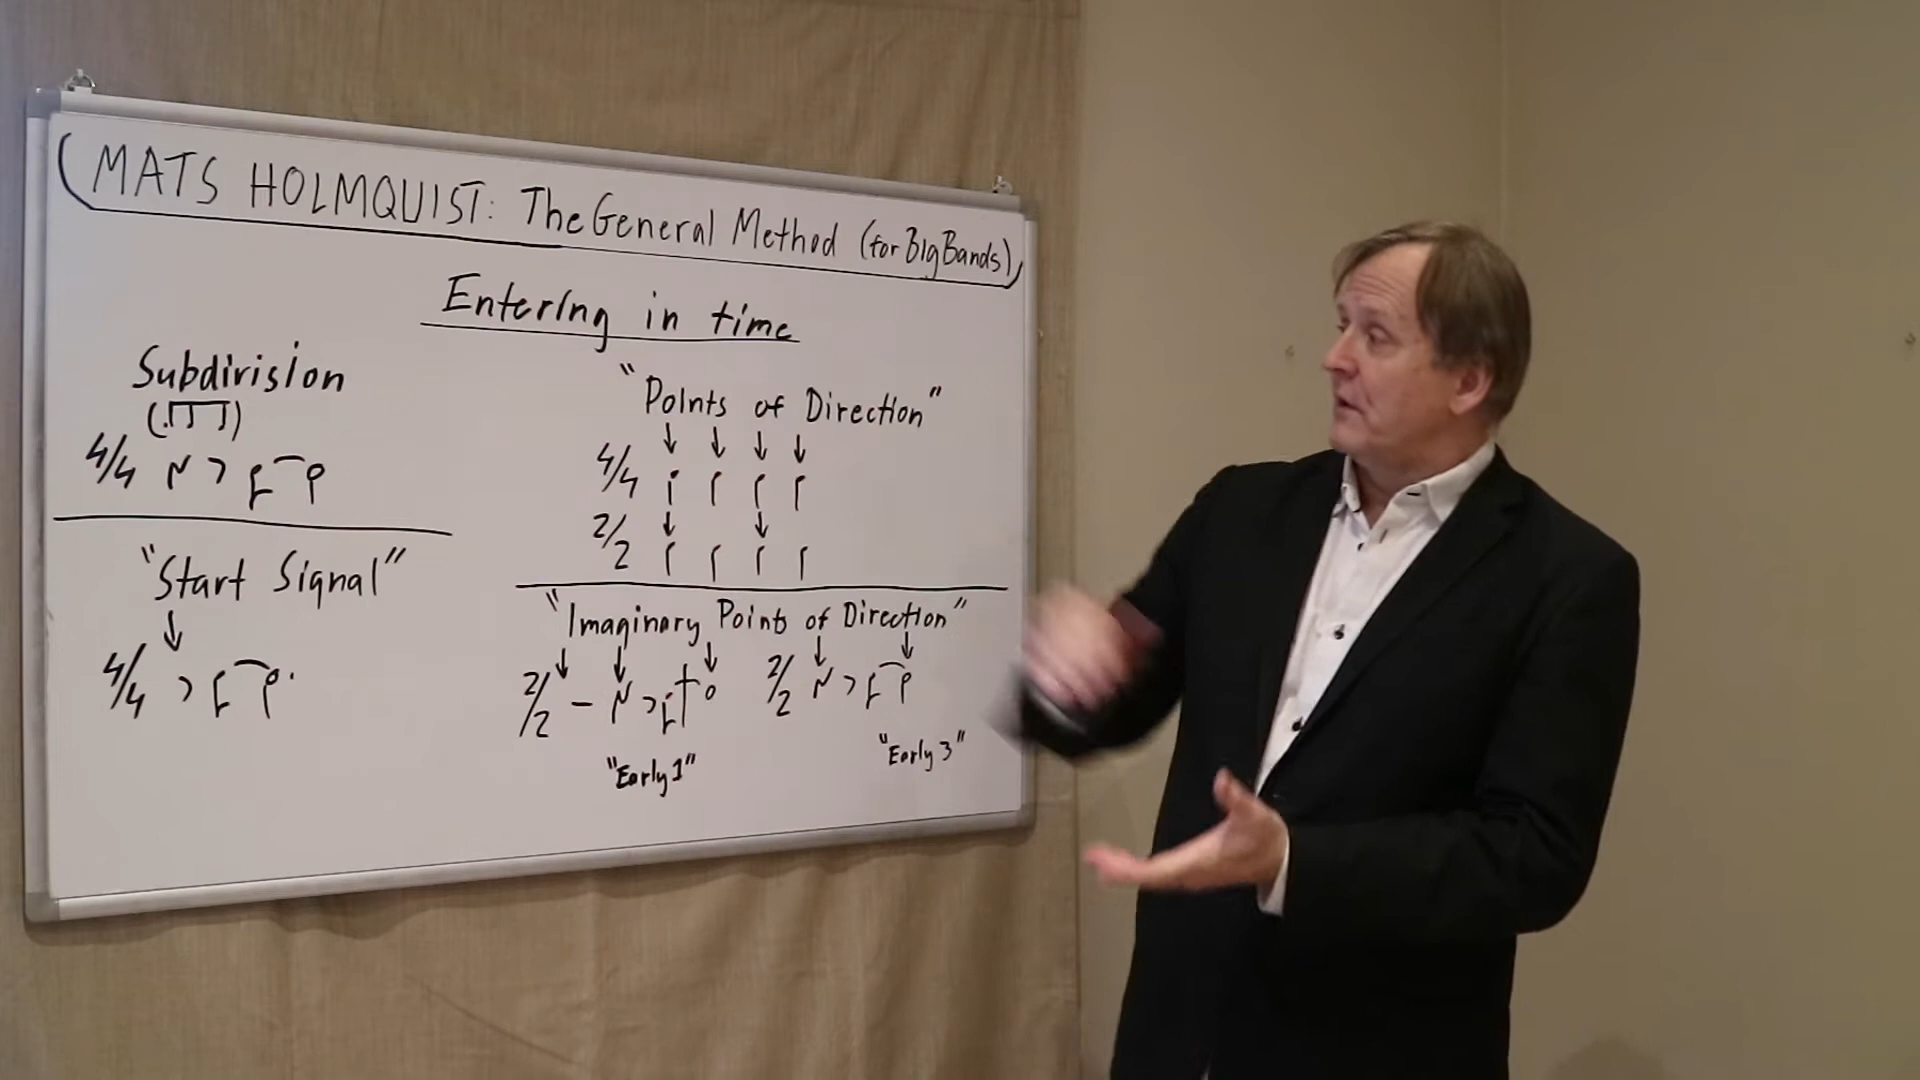 MATS HOLMQUIST: The General Method (for Big Bands)
Entering in time
Subdivision
4/4
"Start Signal"
4/4
"Points of Direction"
4/4
2/2
"Imaginary Points of Direction"
2/2 2/2
"Early 1" "Early 3"